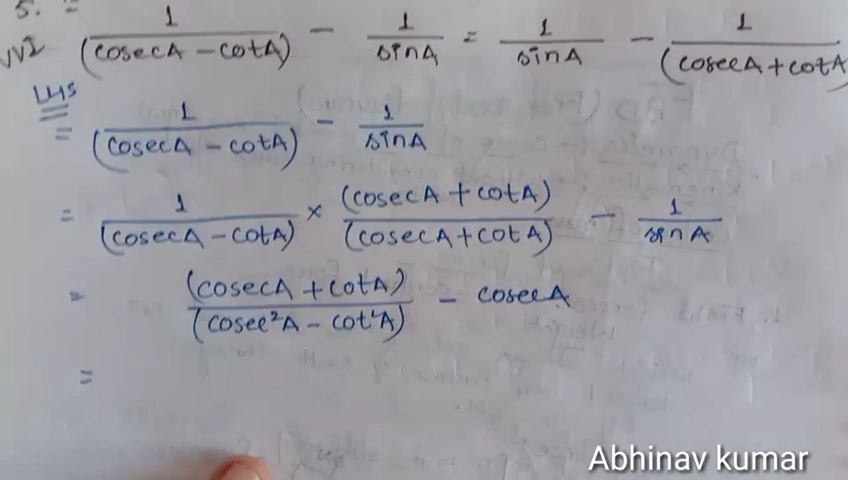 5. 1/(cosecA - cotA) - 1/sinA = 1/sinA - 1/(cosecA + cotA
LHS
= 1/(cosecA - cotA) - 1/sinA
= 1/(cosecA - cotA) × (cosecA + cotA)/(cosecA + cotA) - 1/sinA
= (cosecA + cotA)/(cosec²A - cot²A) - cosecA
=
Abhinav kumar